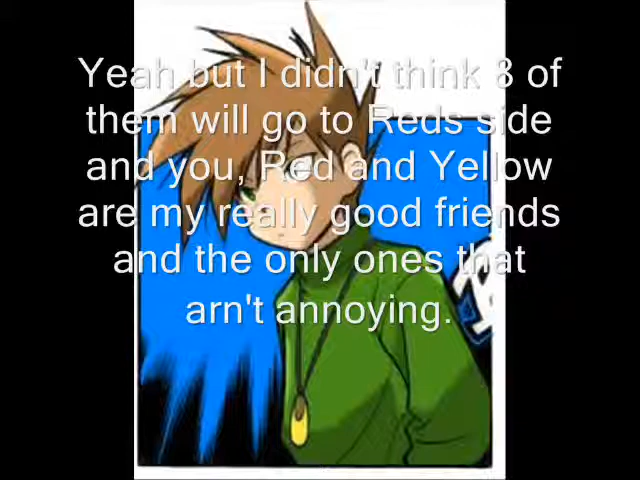 Yeah but I didn't think 8 of
them will go to Reds side
and you, Red and Yellow
are my really good friends
and the only ones that
arn't annoying.